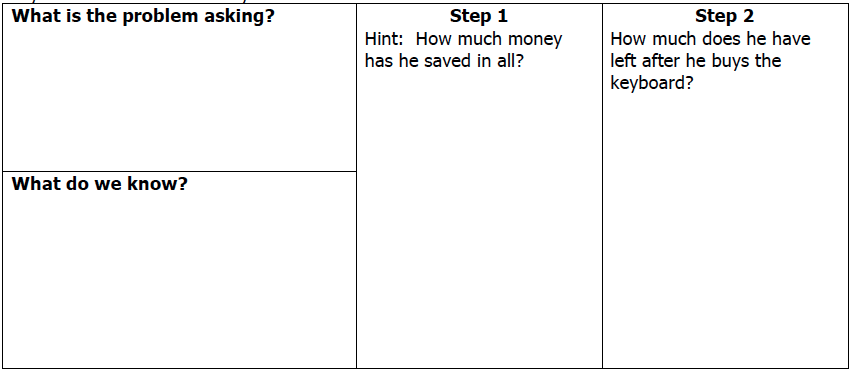 What is the problem asking?
Step 1
Hint:  How much money
has he saved in all?
Step 2
How much does he have
left after he buys the
keyboard?
What do we know?